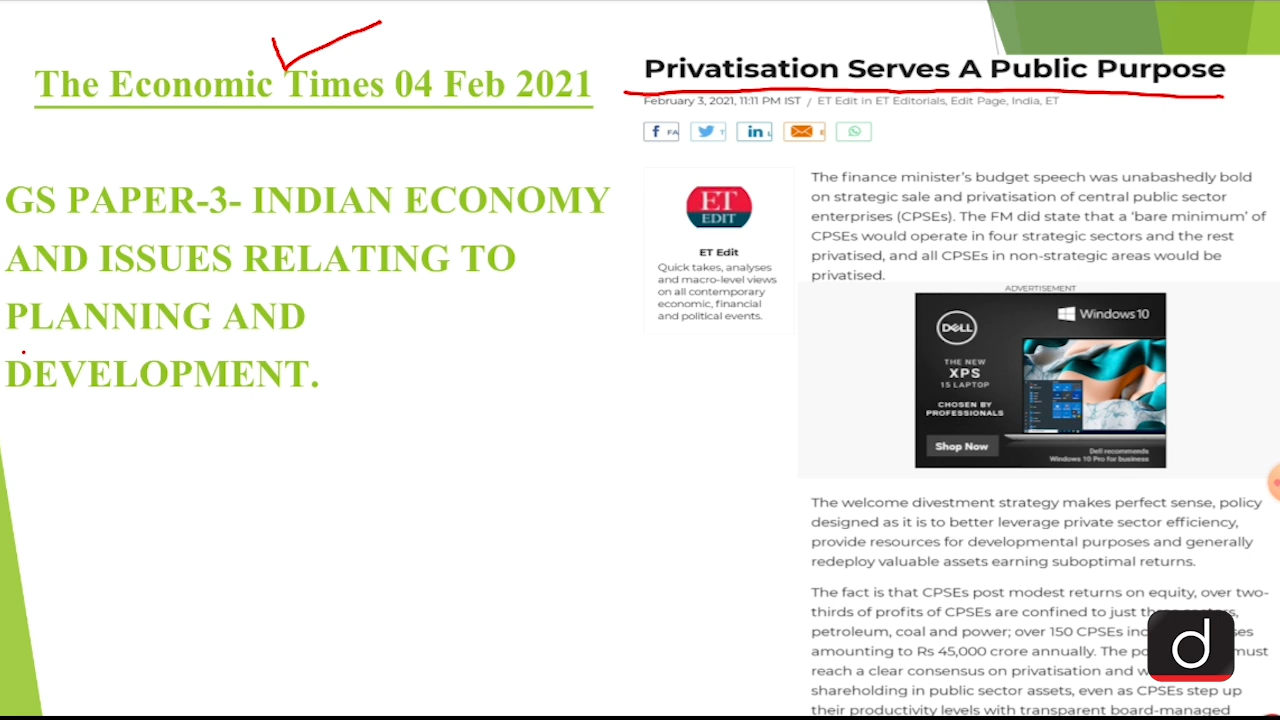 The Economic Times 04 Feb 2021
GS PAPER-3- INDIAN ECONOMY
AND ISSUES RELATING TO
PLANNING AND
DEVELOPMENT.
Privatisation Serves A Public Purpose
February 3, 2021, 11:11 PM IST / ET Edit in ET Editorials, Edit Page, India, ET
f FA
T
in L
E
ET
EDIT
ET Edit
Quick takes, analyses
and macro-level views
on all contemporary
economic, financial
and political events.
The finance minister's budget speech was unabashedly bold
on strategic sale and privatisation of central public sector
enterprises (CPSEs). The FM did state that a 'bare minimum' of
CPSEs would operate in four strategic sectors and the rest
privatised, and all CPSEs in non-strategic areas would be
privatised.
ADVERTISEMENT
DELL
Windows 10
THE NEW
XPS
15 LAPTOP
CHOSEN BY
PROFESSIONALS
Shop Now
Dell recommends
Windows 10 Pro for business
The welcome divestment strategy makes perfect sense, policy
designed as it is to better leverage private sector efficiency,
provide resources for developmental purposes and generally
redeploy valuable assets earning suboptimal returns.
The fact is that CPSEs post modest returns on equity, over two-
thirds of profits of CPSEs are confined to just
petroleum, coal and power; over 150 CPSEs
amounting to Rs 45,000 crore annually. The must
reach a clear consensus on privatisation and
shareholding in public sector assets, even as CPSEs step up
their productivity levels with transparent board-managed
d